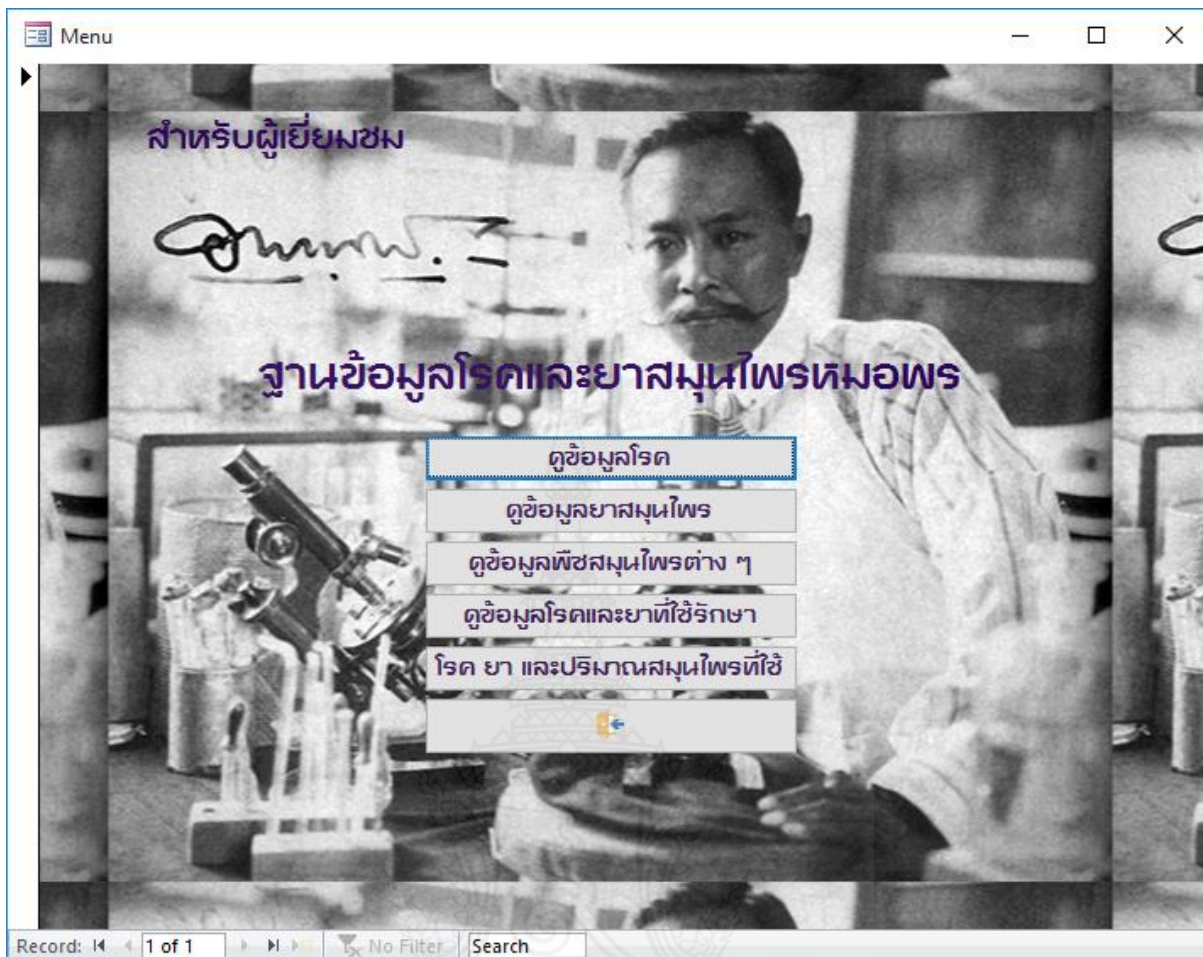 Menu
สำหรับผู้เยี่ยมชม
ฐานข้อมูลโรคและยาสมุนไพรหมอพร
ดูข้อมูลโรค
ดูข้อมูลยาสมุนไพร
ดูข้อมูลพืชสมุนไพรต่าง ๆ
ดูข้อมูลโรคและยาที่ใช้รักษา
โรค ยา และปริมาณสมุนไพรที่ใช้
Record: 1 of 1 No Filter Search